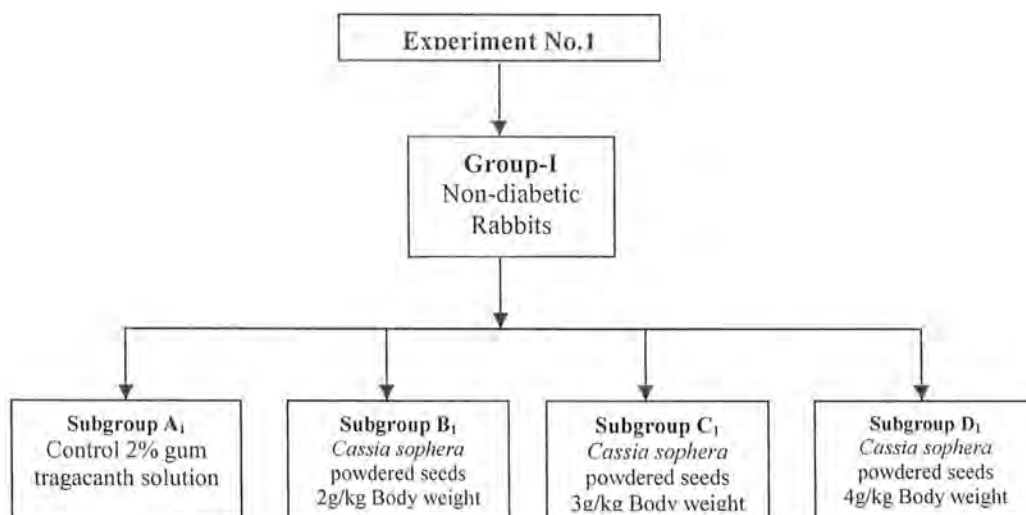 Experiment No.1
Group-I
Non-diabetic
Rabbits
Subgroup A₁
Control 2% gum
tragacanth solution
Subgroup B₁
Cassia sophera
powdered seeds
2g/kg Body weight
Subgroup C₁
Cassia sophera
powdered seeds
3g/kg Body weight
Subgroup D₁
Cassia sophera
powdered seeds
4g/kg Body weight